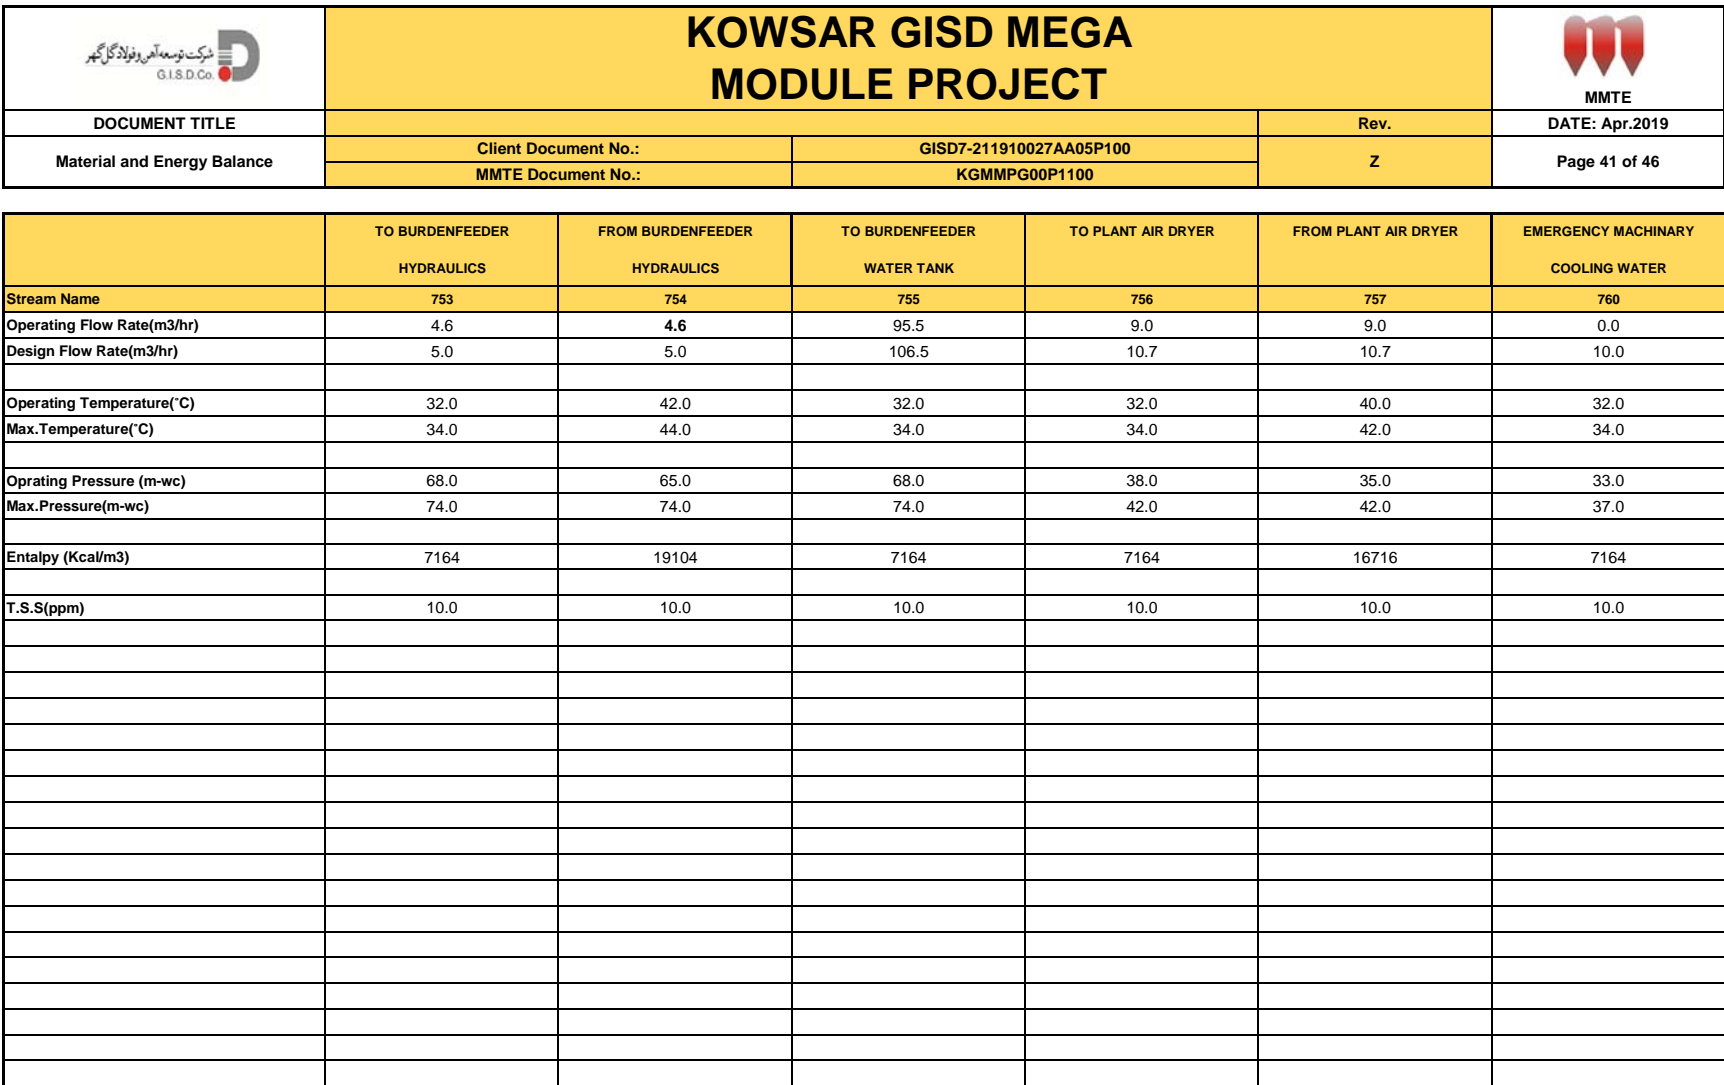 شرکت توسعه آهن و فولاد گل گهر
G.I.S.D.Co.
KOWSAR GISD MEGA
MODULE PROJECT
MMTE
DOCUMENT TITLE
Rev.
DATE: Apr.2019
Material and Energy Balance
Client Document No.:
GISD7-211910027AA05P100
Z
Page 41 of 46
MMTE Document No.:
KGMMPG00P1100
TO BURDENFEEDER HYDRAULICS
FROM BURDENFEEDER HYDRAULICS
TO BURDENFEEDER WATER TANK
TO PLANT AIR DRYER
FROM PLANT AIR DRYER
EMERGENCY MACHINARY COOLING WATER
Stream Name 753 754 755 756 757 760
Operating Flow Rate(m3/hr) 4.6 4.6 95.5 9.0 9.0 0.0
Design Flow Rate(m3/hr) 5.0 5.0 106.5 10.7 10.7 10.0
Operating Temperature(˚C) 32.0 42.0 32.0 32.0 40.0 32.0
Max.Temperature(˚C) 34.0 44.0 34.0 34.0 42.0 34.0
Oprating Pressure (m-wc) 68.0 65.0 68.0 38.0 35.0 33.0
Max.Pressure(m-wc) 74.0 74.0 74.0 42.0 42.0 37.0
Entalpy (Kcal/m3) 7164 19104 7164 7164 16716 7164
T.S.S(ppm) 10.0 10.0 10.0 10.0 10.0 10.0